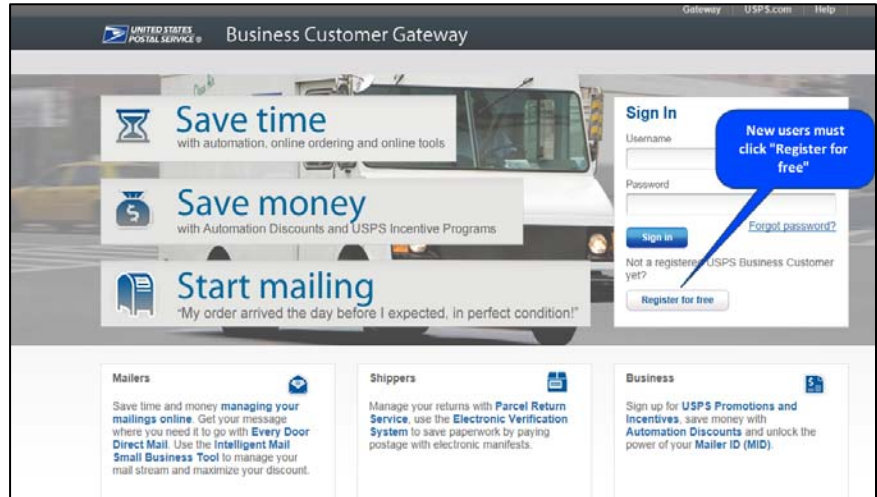 Gateway USPS.com Help
UNITED STATES
POSTAL SERVICE ®
Business Customer Gateway
Save time
with automation, online ordering and online tools
Save money
with Automation Discounts and USPS Incentive Programs
Start mailing
"My order arrived the day before I expected, in perfect condition!"
Sign In
Username
New users must
click "Register for
free"
Password
Forgot password?
Sign in
Not a registered USPS Business Customer
yet?
Register for free
Mailers
Save time and money managing your
mailings online. Get your message
where you need it to go with Every Door
Direct Mail. Use the Intelligent Mail
Small Business Tool to manage your
mail stream and maximize your discount.
Shippers
Manage your returns with Parcel Return
Service, use the Electronic Verification
System to save paperwork by paying
postage with electronic manifests.
Business
Sign up for USPS Promotions and
Incentives, save money with
Automation Discounts and unlock the
power of your Mailer ID (MID).